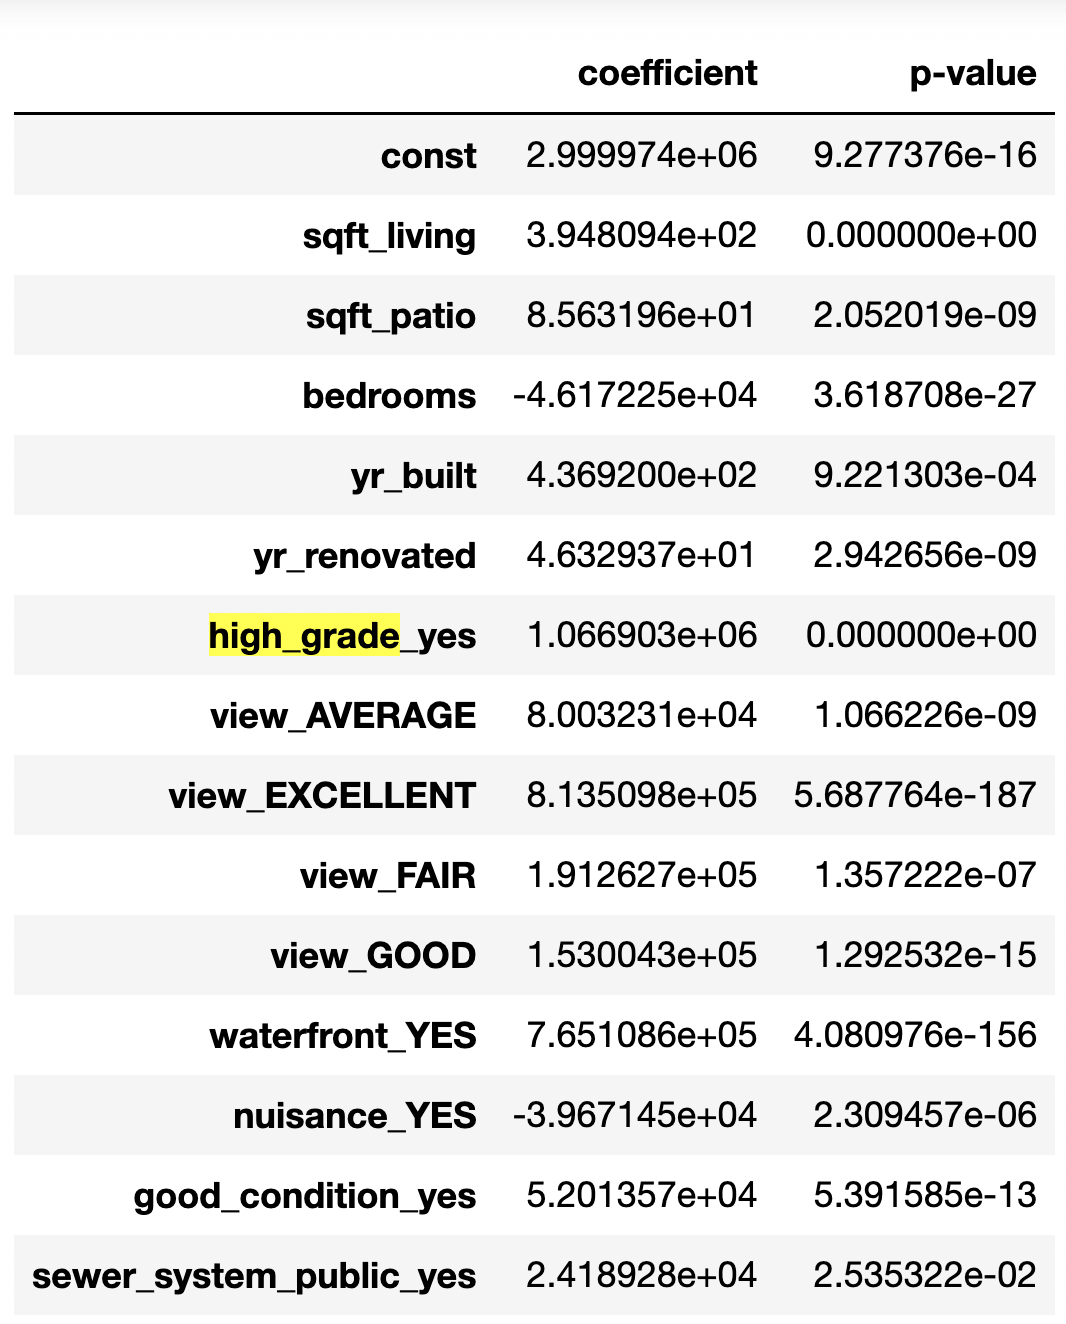 coefficient p-value
const 2.999974e+06 9.277376e-16
sqft_living 3.948094e+02 0.000000e+00
sqft_patio 8.563196e+01 2.052019e-09
bedrooms -4.617225e+04 3.618708e-27
yr_built 4.369200e+02 9.221303e-04
yr_renovated 4.632937e+01 2.942656e-09
high_grade_yes 1.066903e+06 0.000000e+00
view_AVERAGE 8.003231e+04 1.066226e-09
view_EXCELLENT 8.135098e+05 5.687764e-187
view_FAIR 1.912627e+05 1.357222e-07
view_GOOD 1.530043e+05 1.292532e-15
waterfront_YES 7.651086e+05 4.080976e-156
nuisance_YES -3.967145e+04 2.309457e-06
good_condition_yes 5.201357e+04 5.391585e-13
sewer_system_public_yes 2.418928e+04 2.535322e-02